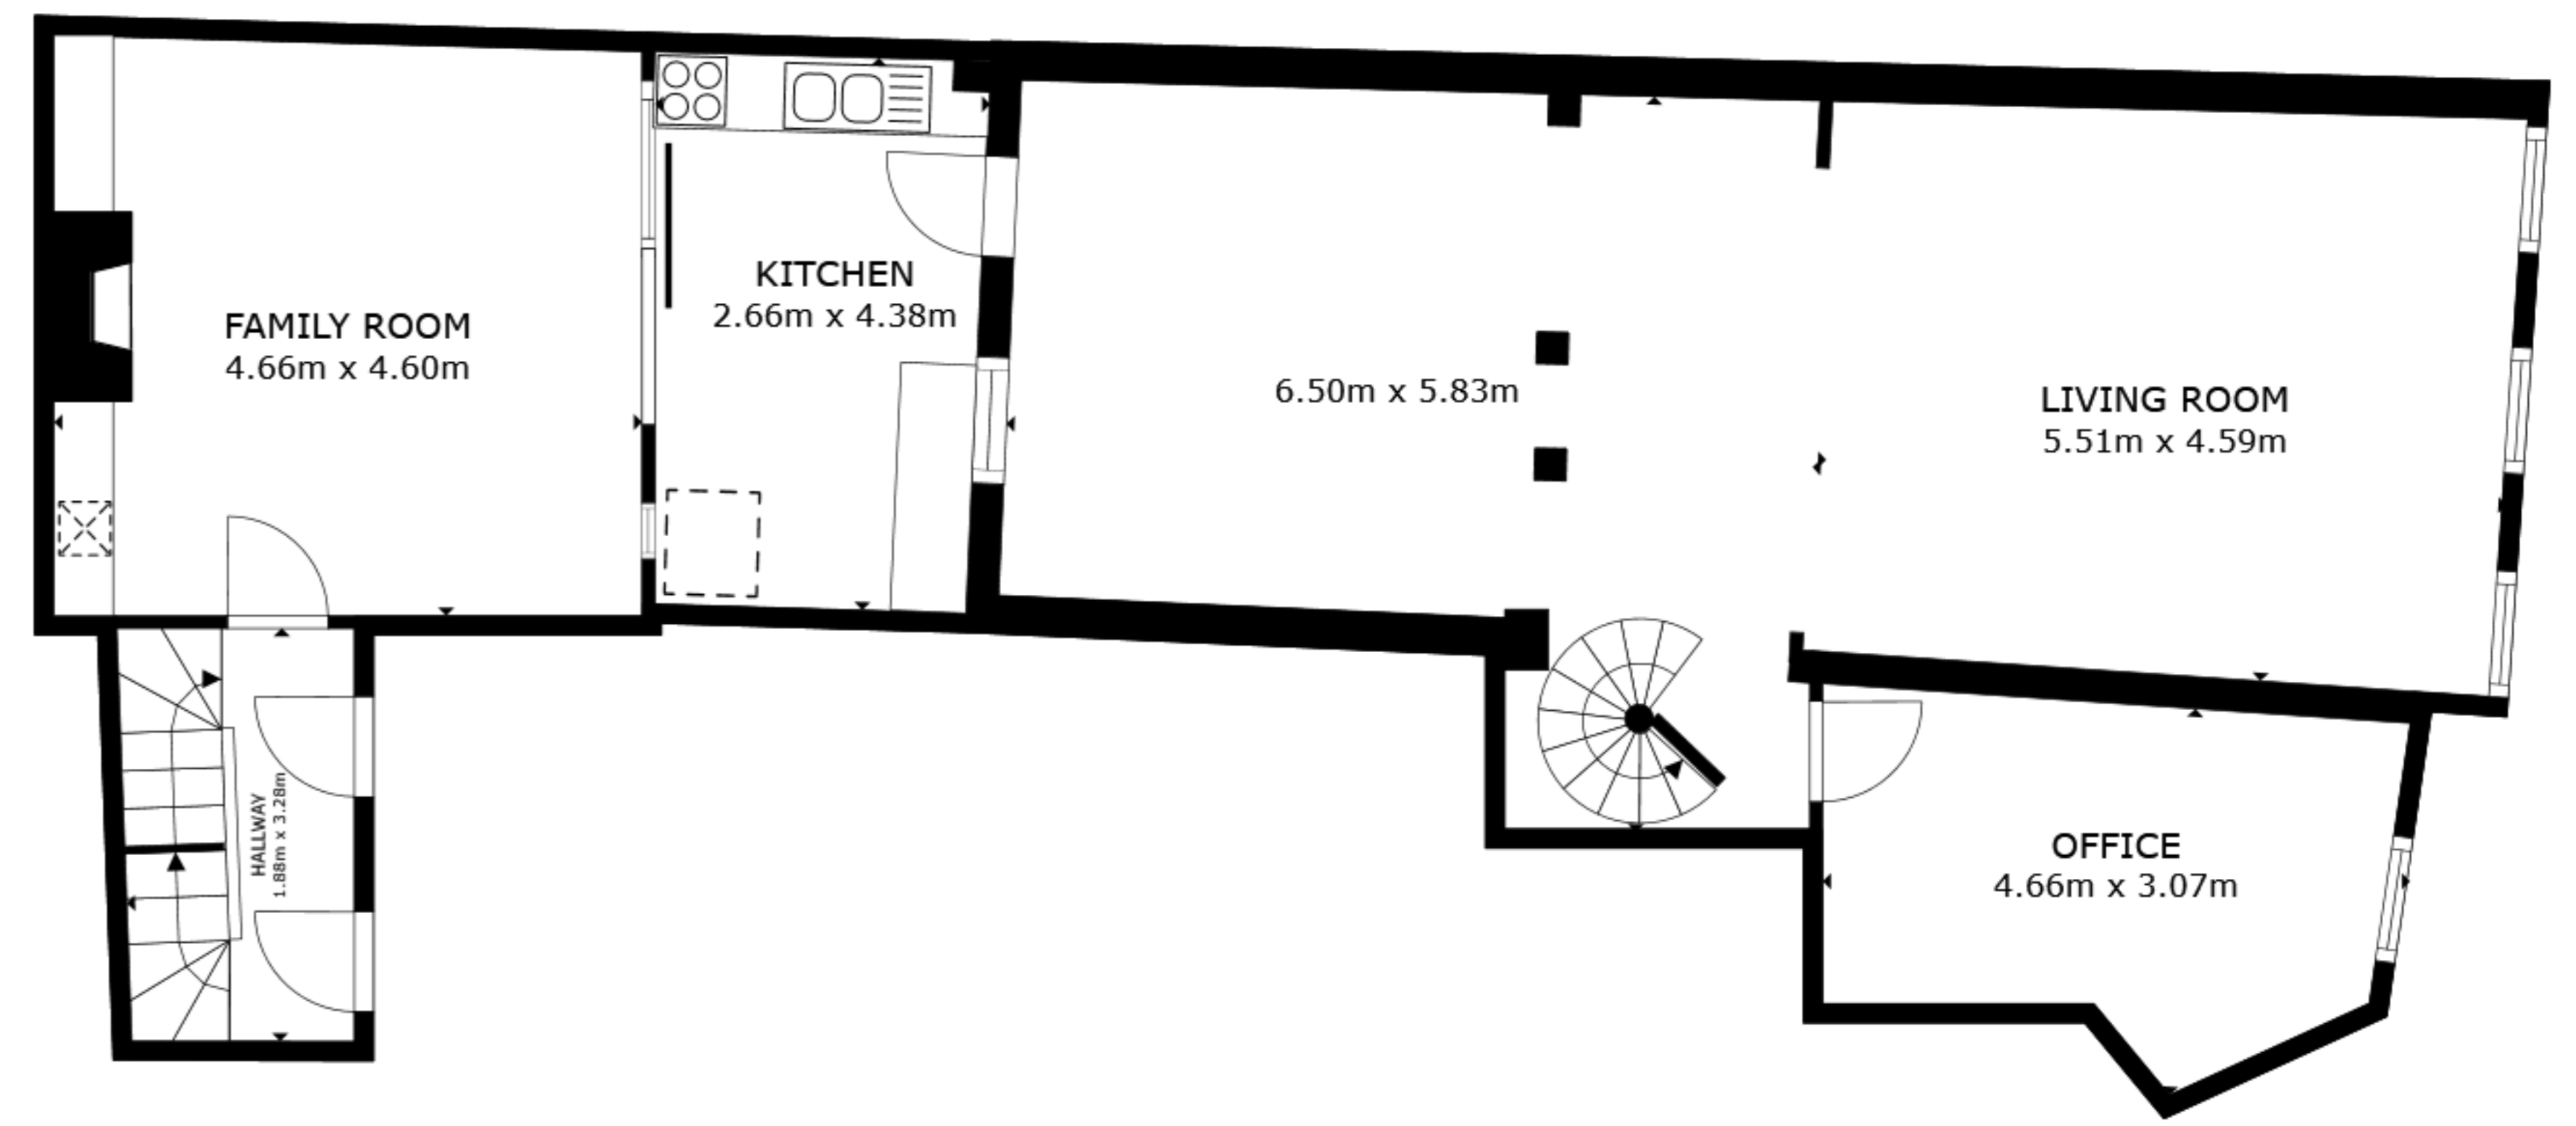 FAMILY ROOM
4.66m x 4.60m
KITCHEN
2.66m x 4.38m
6.50m x 5.83m
LIVING ROOM
5.51m x 4.59m
HALLWAY
1.88m x 3.28m
OFFICE
4.66m x 3.07m